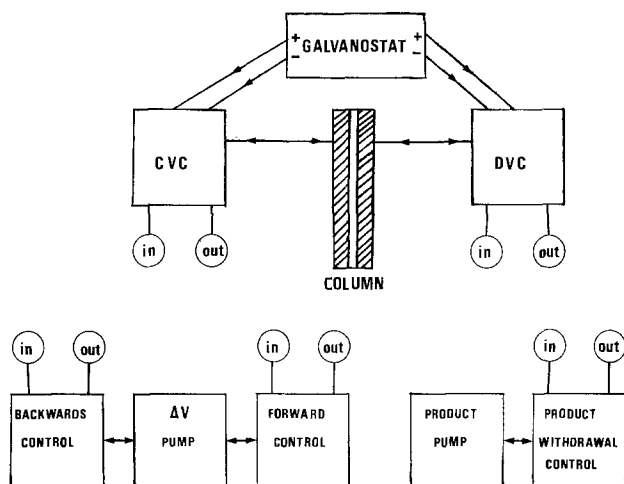 + GALVANOSTAT +
− −
CVC
DVC
in out
in out
COLUMN
in out
in out
in out
BACKWARDS
CONTROL
ΔV
PUMP
FORWARD
CONTROL
PRODUCT
PUMP
PRODUCT
WITHDRAWAL
CONTROL